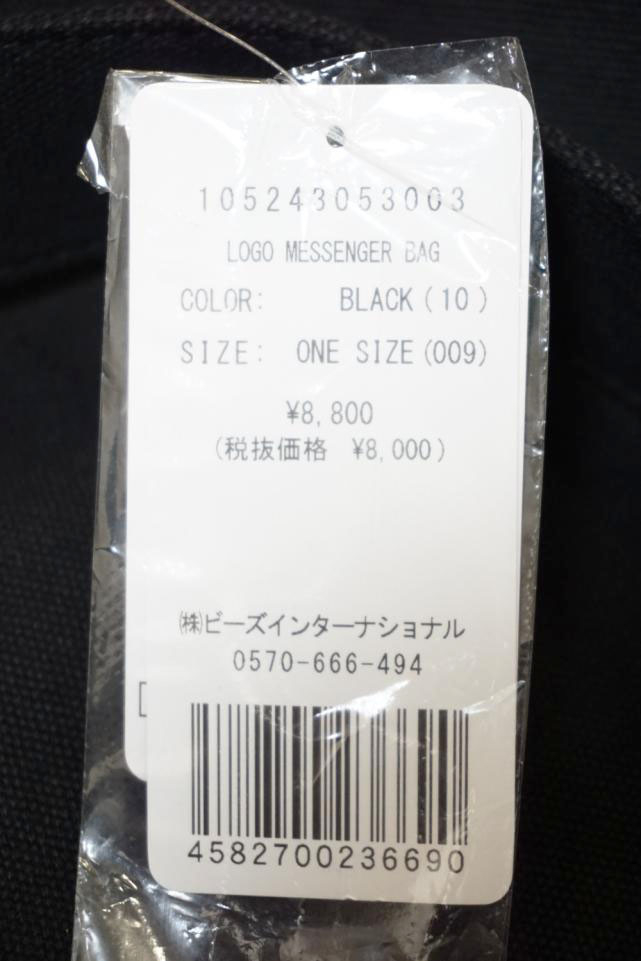 105243053003
LOGO MESSENGER BAG
COLOR: BLACK(10)
SIZE: ONE SIZE(009)
¥8,800
(税抜価格 ¥8,000)
㈱ビーズインターナショナル
0570-666-494
4582700236690